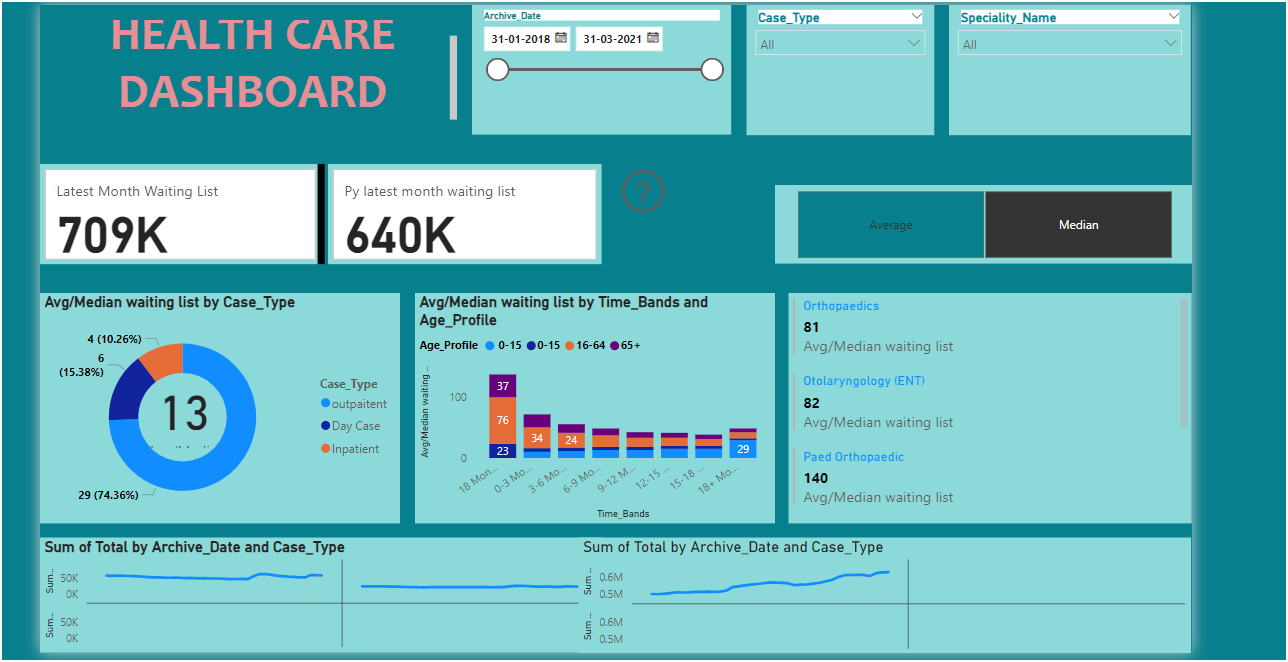 HEALTH CARE
DASHBOARD
Archive_Date
31-01-2018
31-03-2021
Case_Type
All
Speciality_Name
All
Latest Month Waiting List
709K
Py latest month waiting list
640K
?
Average
Median
Avg/Median waiting list by Case_Type
4 (10.26%)
6
(15.38%)
13
29 (74.36%)
Case_Type
outpaitent
Day Case
Inpatient
Avg/Median waiting list by Time_Bands and
Age_Profile
Age_Profile 0-15 0-15 16-64 65+
Avg/Median waiting ...
100
0
37
76
23
34
24
29
18 Mon...
0-3 Mo...
3-6 Mo...
6-9 Mo...
9-12 M...
12-15 ...
15-18 ...
18+ Mo...
Time_Bands
Orthopaedics
81
Avg/Median waiting list
Otolaryngology (ENT)
82
Avg/Median waiting list
Paed Orthopaedic
140
Avg/Median waiting list
Sum of Total by Archive_Date and Case_Type
Sum...
50K
0K
Sum...
50K
0K
Sum of Total by Archive_Date and Case_Type
Sum ...
0.6M
0.5M
Sum ...
0.6M
0.5M